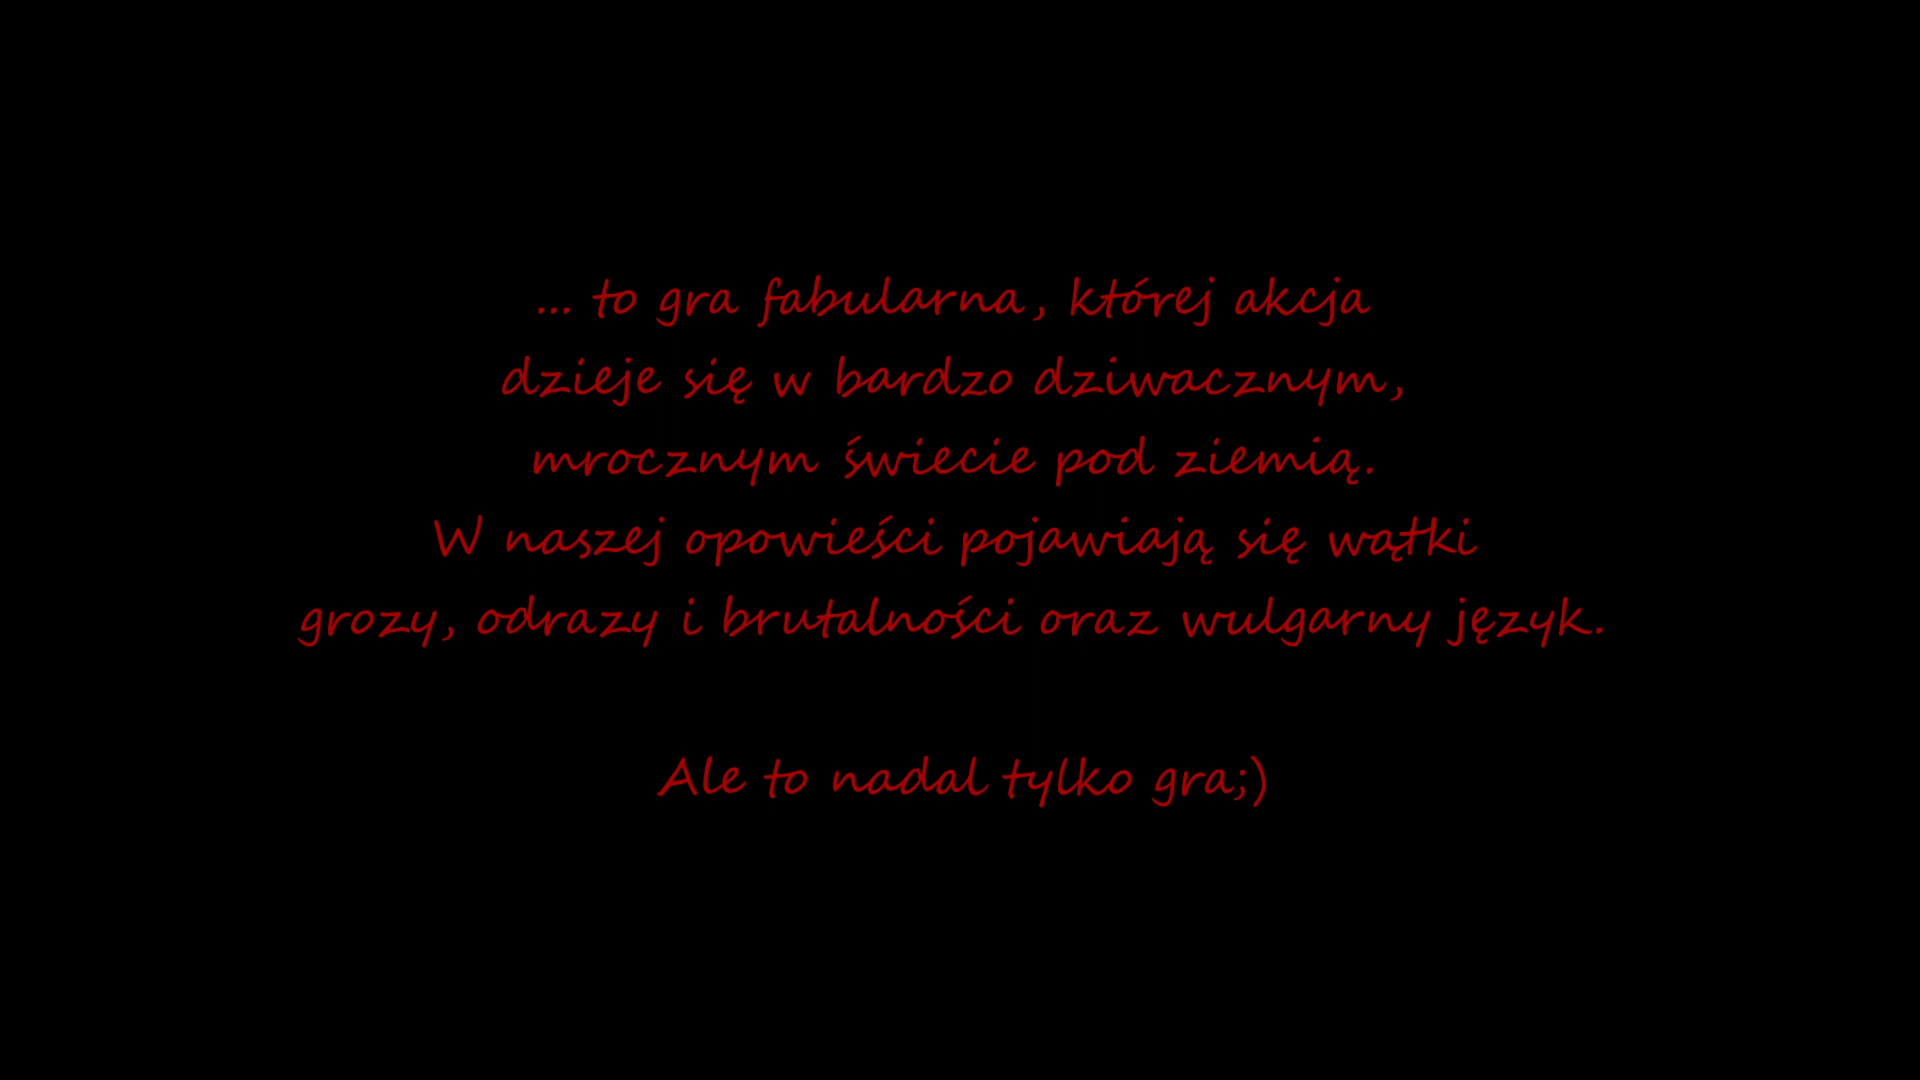 ... to gra fabularna, której akcja
dzieje się w bardzo dziwacznym,
mrocznym świecie pod ziemią.
W naszej opowieści pojawiają się wątki
grozy, odrazy i brutalności oraz wulgarny język.
Ale to nadal tylko gra;)